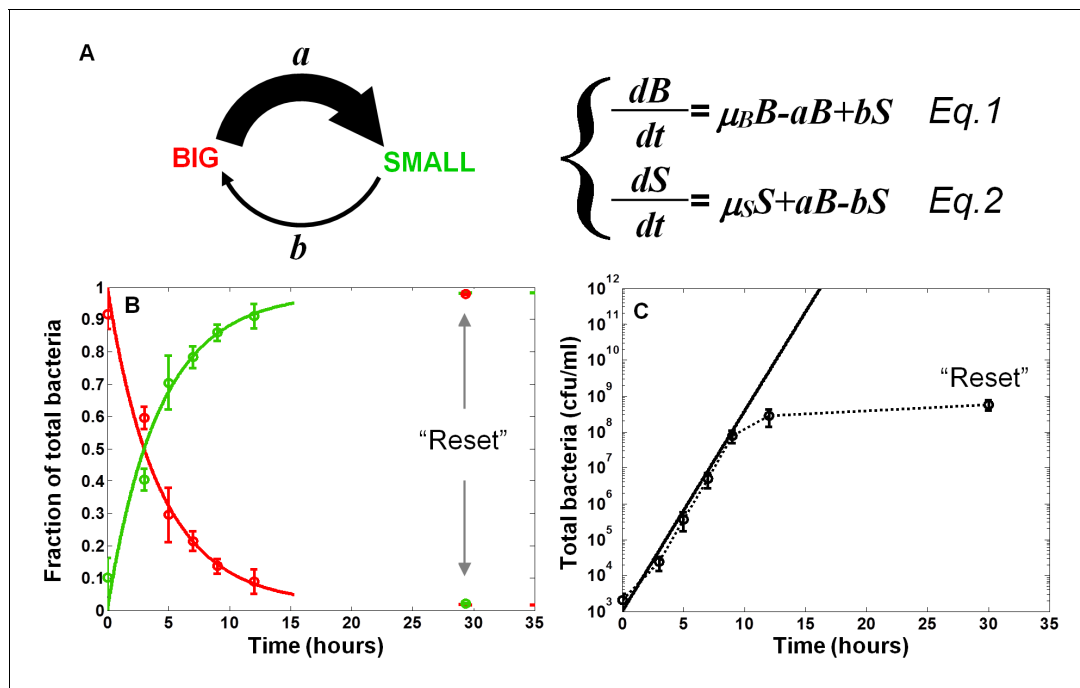 A
a
BIG
SMALL
b
dB/dt = μBB-aB+bS Eq.1
dS/dt = μSS+aB-bS Eq.2
B
Fraction of total bacteria
1
0.9
0.8
0.7
0.6
0.5
0.4
0.3
0.2
0.1
0
0 5 10 15 20 25 30 35
Time (hours)
“Reset”
C
Total bacteria (cfu/ml)
10^12
10^11
10^10
10^9
10^8
10^7
10^6
10^5
10^4
10^3
0 5 10 15 20 25 30 35
Time (hours)
“Reset”